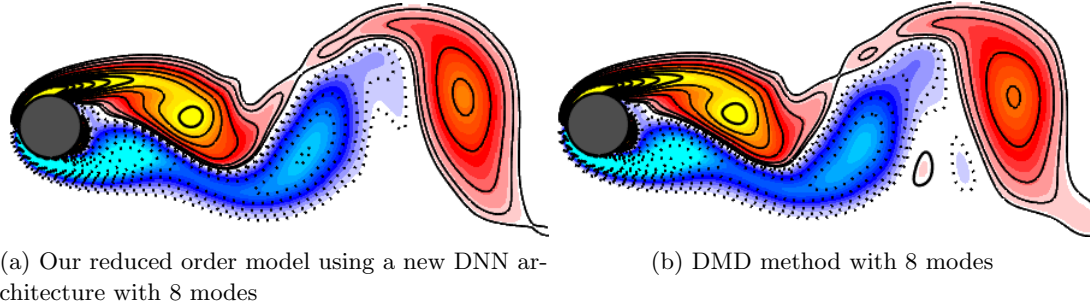 (a) Our reduced order model using a new DNN ar-
chitecture with 8 modes
(b) DMD method with 8 modes